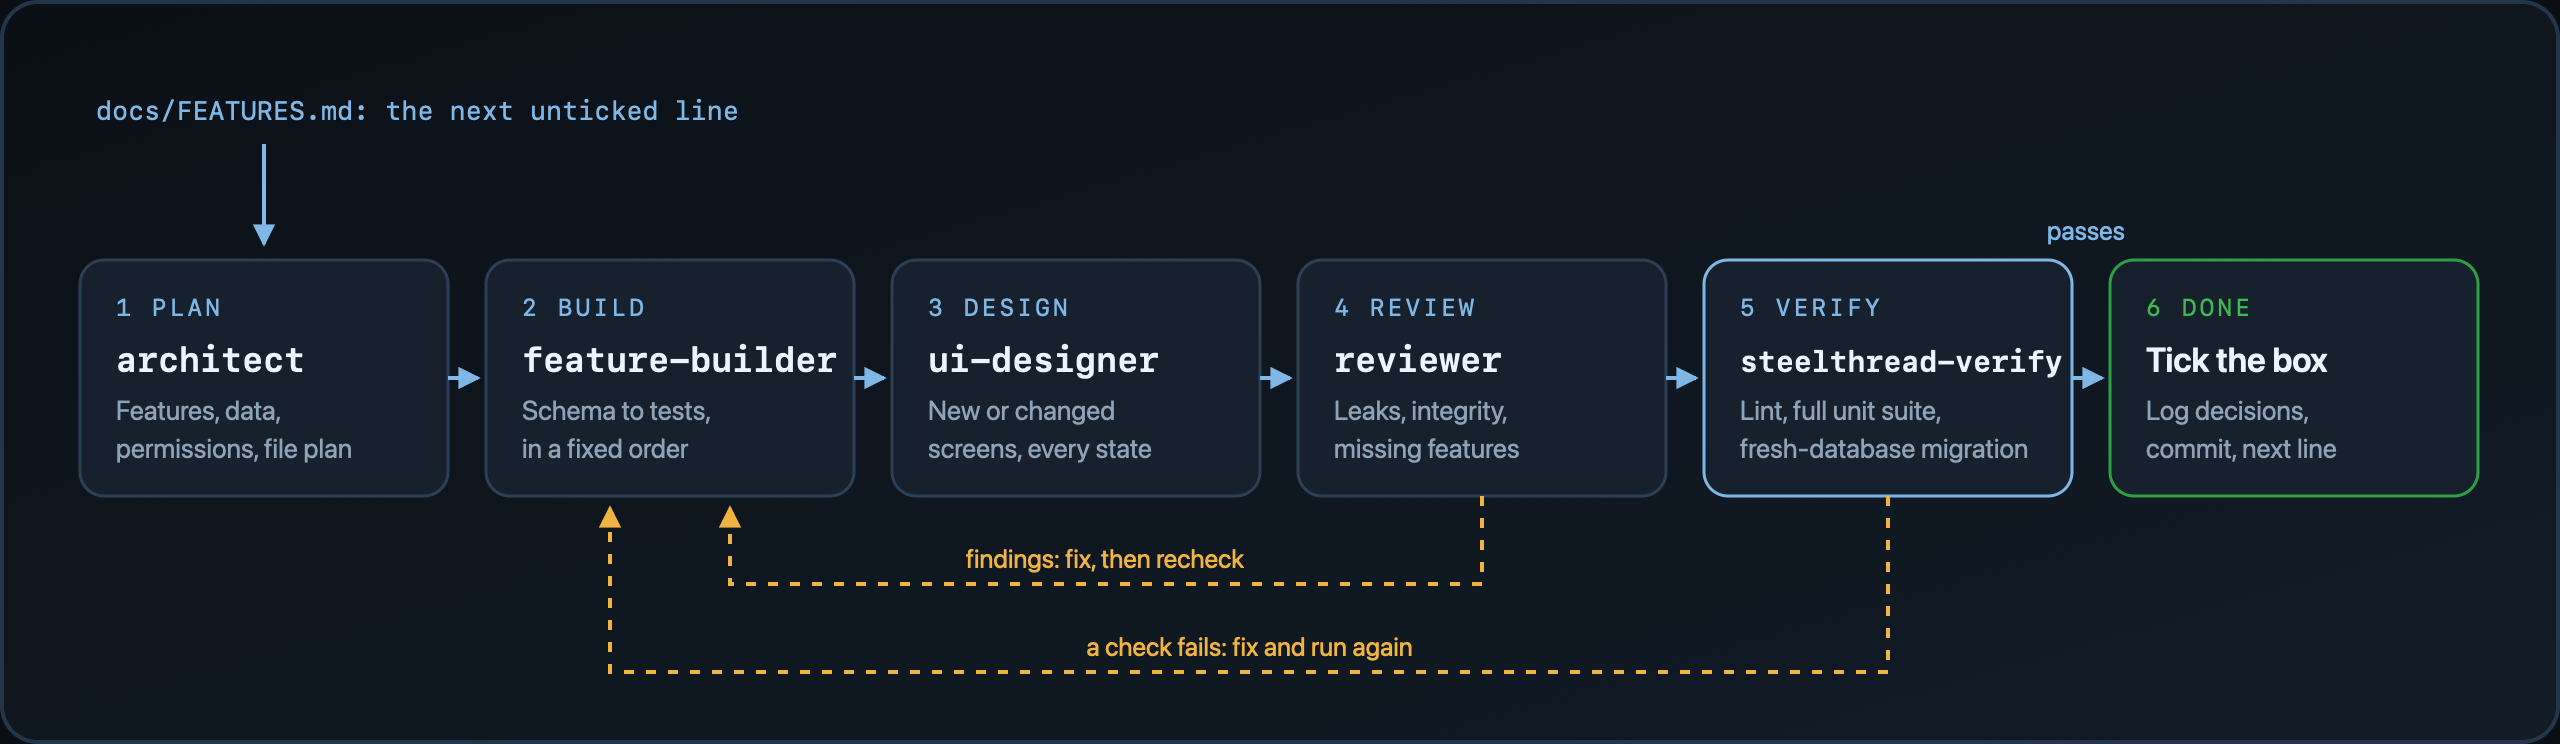 docs/FEATURES.md: the next unticked line
passes
1 PLAN
architect
Features, data,
permissions, file plan
2 BUILD
feature-builder
Schema to tests,
in a fixed order
3 DESIGN
ui-designer
New or changed
screens, every state
4 REVIEW
reviewer
Leaks, integrity,
missing features
5 VERIFY
steelthread-verify
Lint, full unit suite,
fresh-database migration
6 DONE
Tick the box
Log decisions,
commit, next line
findings: fix, then recheck
a check fails: fix and run again